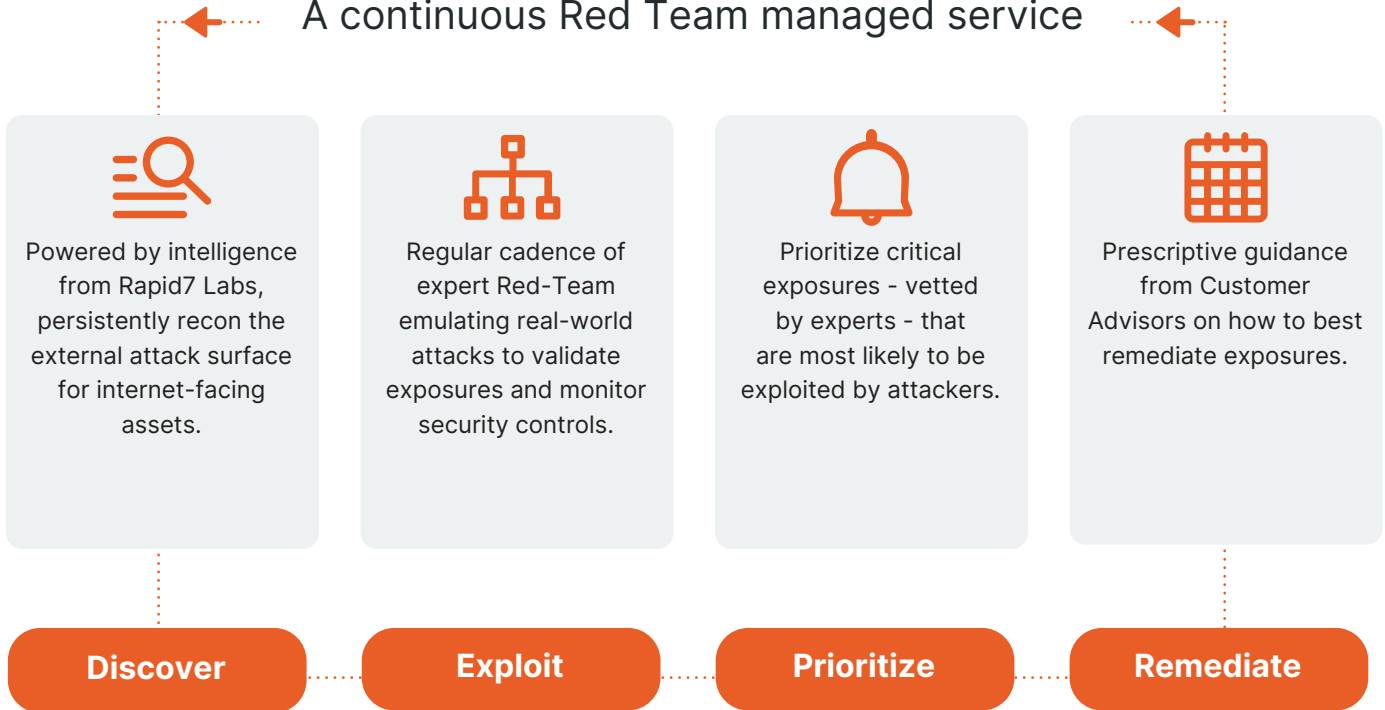 A continuous Red Team managed service
Powered by intelligence
from Rapid7 Labs,
persistently recon the
external attack surface
for internet-facing
assets.
Regular cadence of
expert Red-Team
emulating real-world
attacks to validate
exposures and monitor
security controls.
Prioritize critical
exposures - vetted
by experts - that
are most likely to be
exploited by attackers.
Prescriptive guidance
from Customer
Advisors on how to best
remediate exposures.
Discover
Exploit
Prioritize
Remediate